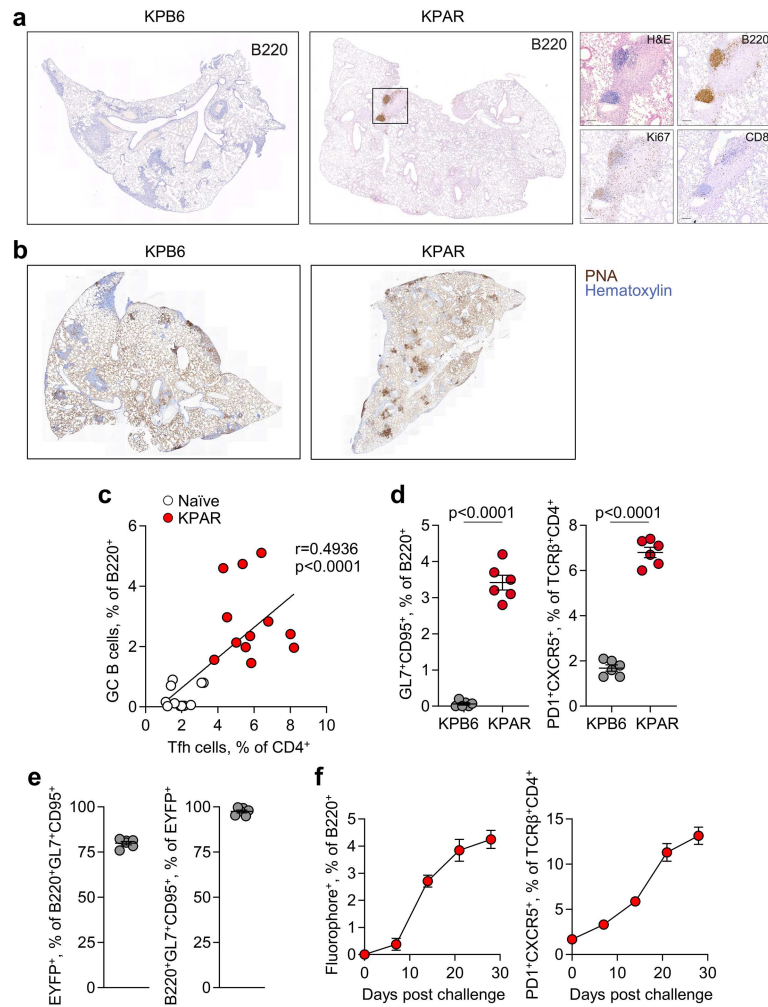 a
KPB6
KPAR
B220
B220
H&E
B220
Ki67
CD8
b
KPB6
KPAR
PNA
Hematoxylin
c
Naïve
KPAR
GC B cells, % of B220⁺
6
4
2
0
r=0.4936
p<0.0001
0 2 4 6 8 10
Tfh cells, % of CD4⁺
d
p<0.0001
GL7⁺CD95⁺, % of B220⁺
5
4
3
2
1
0
KPB6 KPAR
p<0.0001
PD1⁺CXCR5⁺, % of TCRβ⁺CD4⁺
8
6
4
2
0
KPB6 KPAR
e
EYFP⁺, % of B220⁺GL7⁺CD95⁺
100
75
50
25
0
B220⁺GL7⁺CD95⁺, % of EYFP⁺
100
75
50
25
0
f
Fluorophore⁺, % of B220⁺
5
4
3
2
1
0
0 10 20 30
Days post challenge
PD1⁺CXCR5⁺, % of TCRβ⁺CD4⁺
15
10
5
0
0 10 20 30
Days post challenge